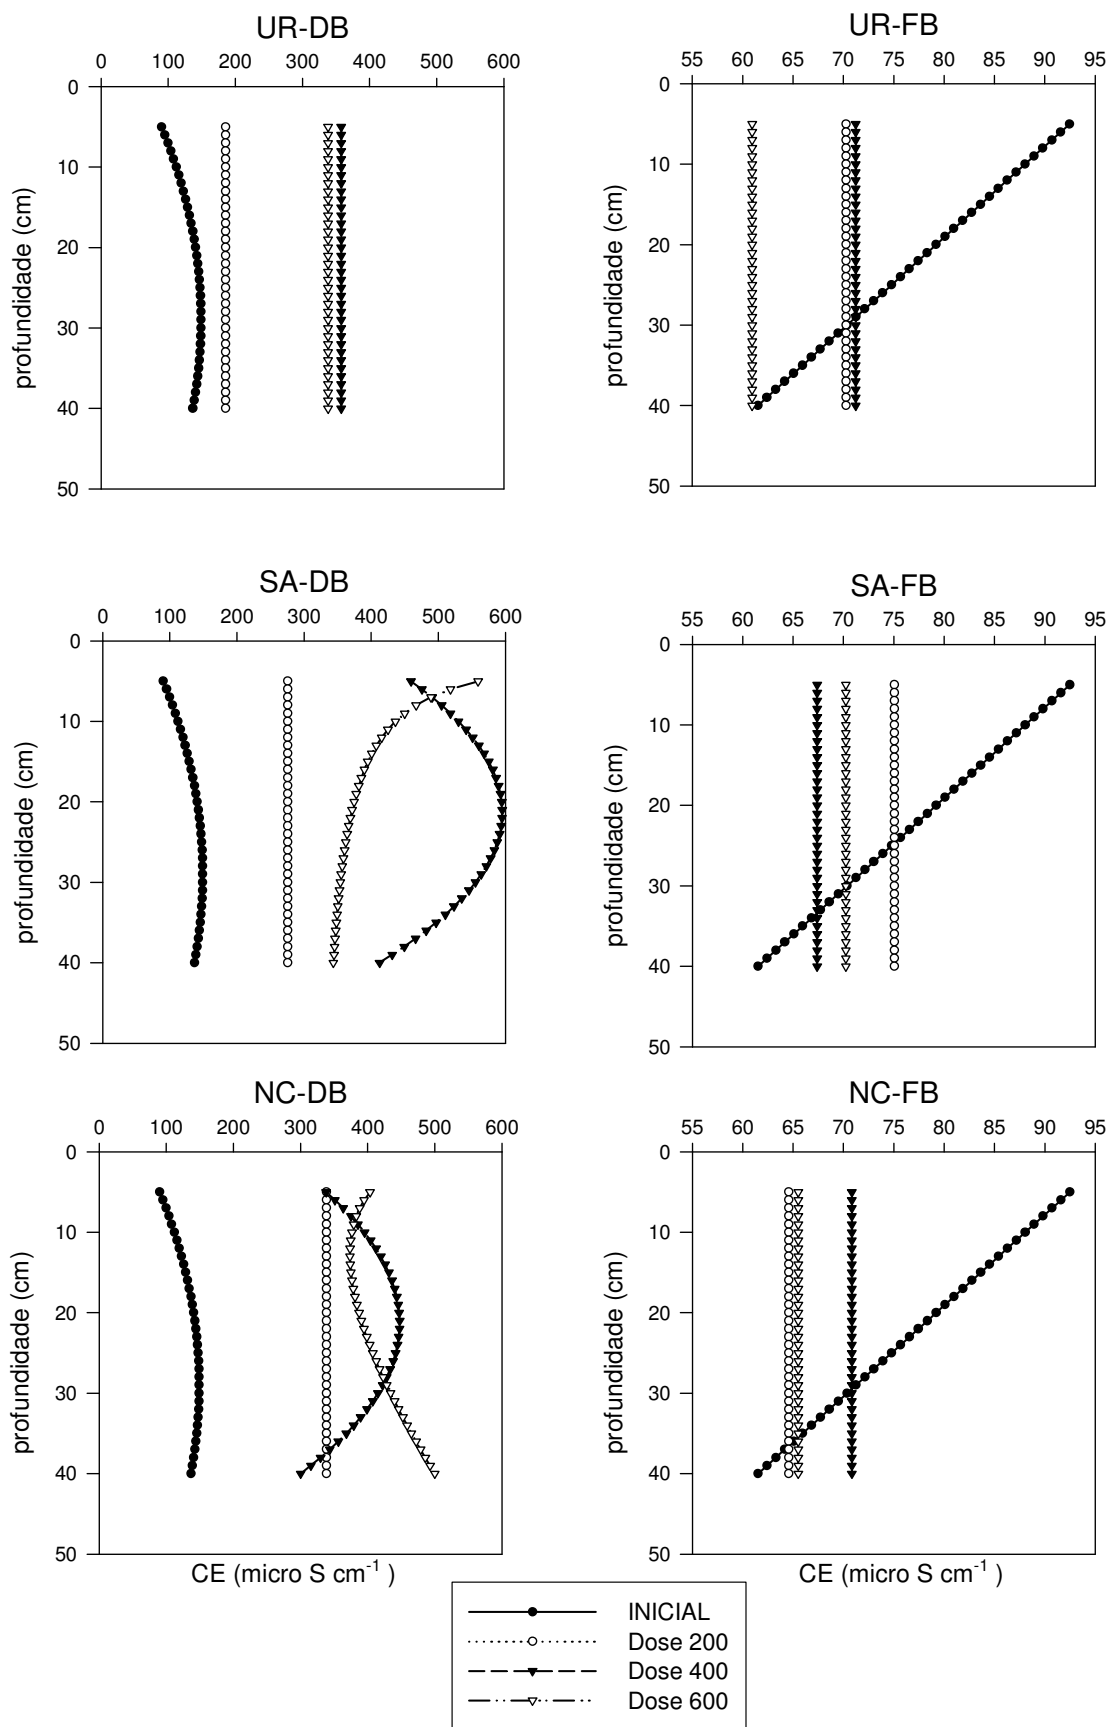 UR-DB
0 100 200 300 400 500 600
profundidade (cm)
0
10
20
30
40
50
UR-FB
55 60 65 70 75 80 85 90 95
profundidade (cm)
0
10
20
30
40
50
SA-DB
0 100 200 300 400 500 600
profundidade (cm)
0
10
20
30
40
50
SA-FB
55 60 65 70 75 80 85 90 95
profundidade (cm)
0
10
20
30
40
50
NC-DB
0 100 200 300 400 500 600
profundidade (cm)
0
10
20
30
40
50
CE (micro S cm⁻¹ )
NC-FB
55 60 65 70 75 80 85 90 95
profundidade (cm)
0
10
20
30
40
50
CE (micro S cm⁻¹ )
INICIAL
Dose 200
Dose 400
Dose 600